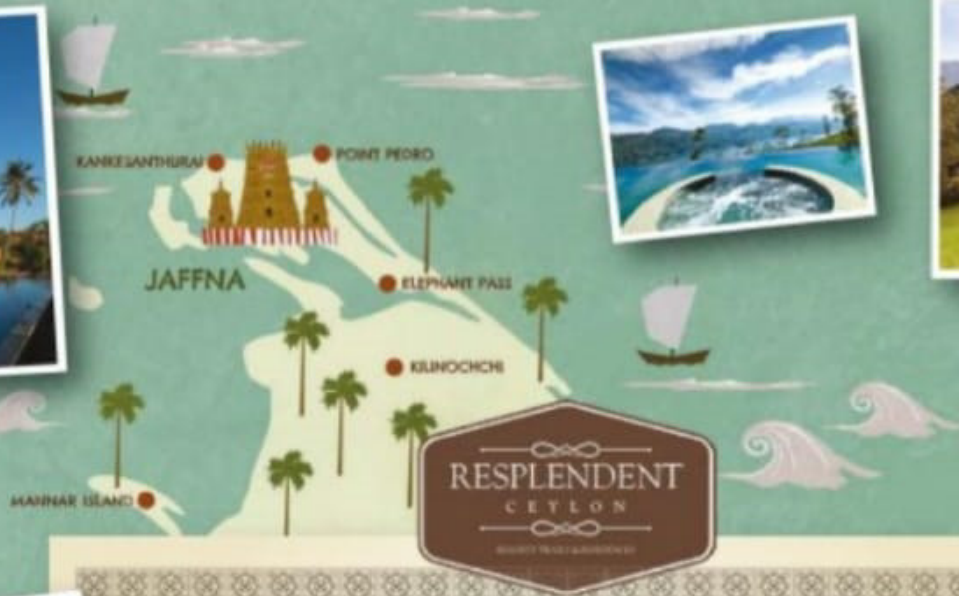 KANKESANTHURAI
POINT PEDRO
JAFFNA
ELEPHANT PASS
KILINOCHCHI
MANNAR ISLAND
RESPLENDENT
CEYLON